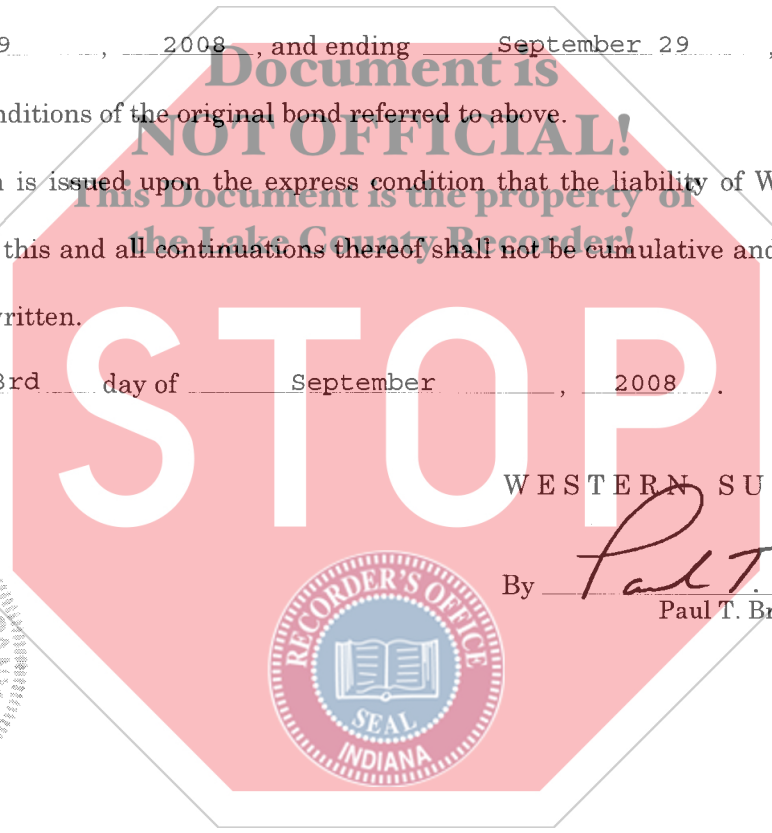 9 , 2008 , and ending September 29 ,
Document is
nditions of the original bond referred to above.
NOT OFFICIAL!
n is issued upon the express condition that the liability of W
This Document is the property of
this and all continuations thereof shall not be cumulative and
the Lake County Recorder!
ritten.
3rd day of September , 2008 .
STOP
WESTERN SU
By Paul T.
Paul T. Br
RECORDER'S OFFICE
SEAL
INDIANA